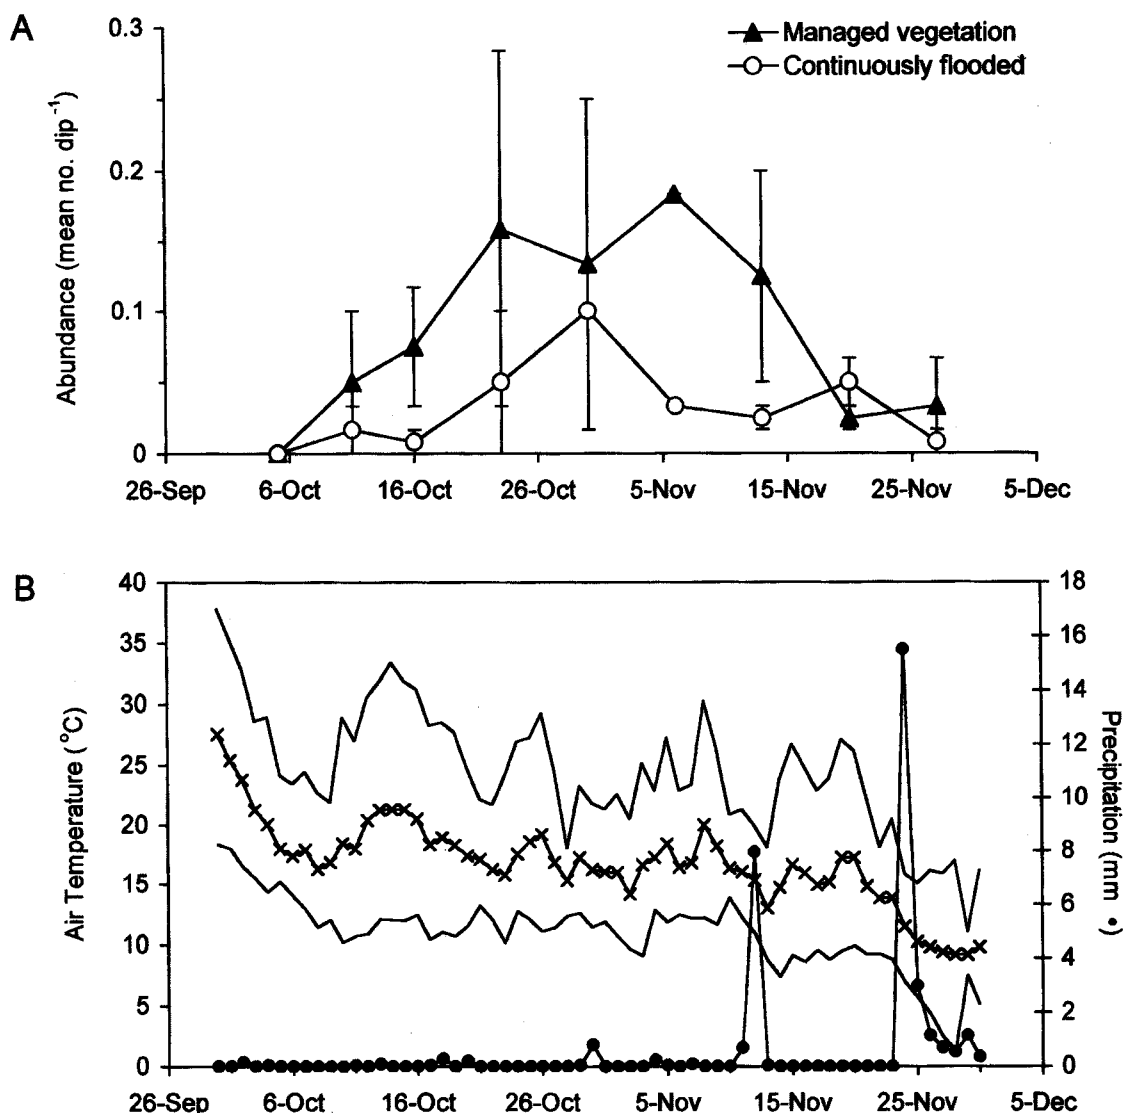 A
Managed vegetation
Continuously flooded
Abundance (mean no. dip⁻¹)
0.3
0.2
0.1
0
26-Sep 6-Oct 16-Oct 26-Oct 5-Nov 15-Nov 25-Nov 5-Dec
B
Air Temperature (°C)
40
35
30
25
20
15
10
5
0
18
16
14
12
10
8
6
4
2
0
Precipitation (mm •)
26-Sep 6-Oct 16-Oct 26-Oct 5-Nov 15-Nov 25-Nov 5-Dec